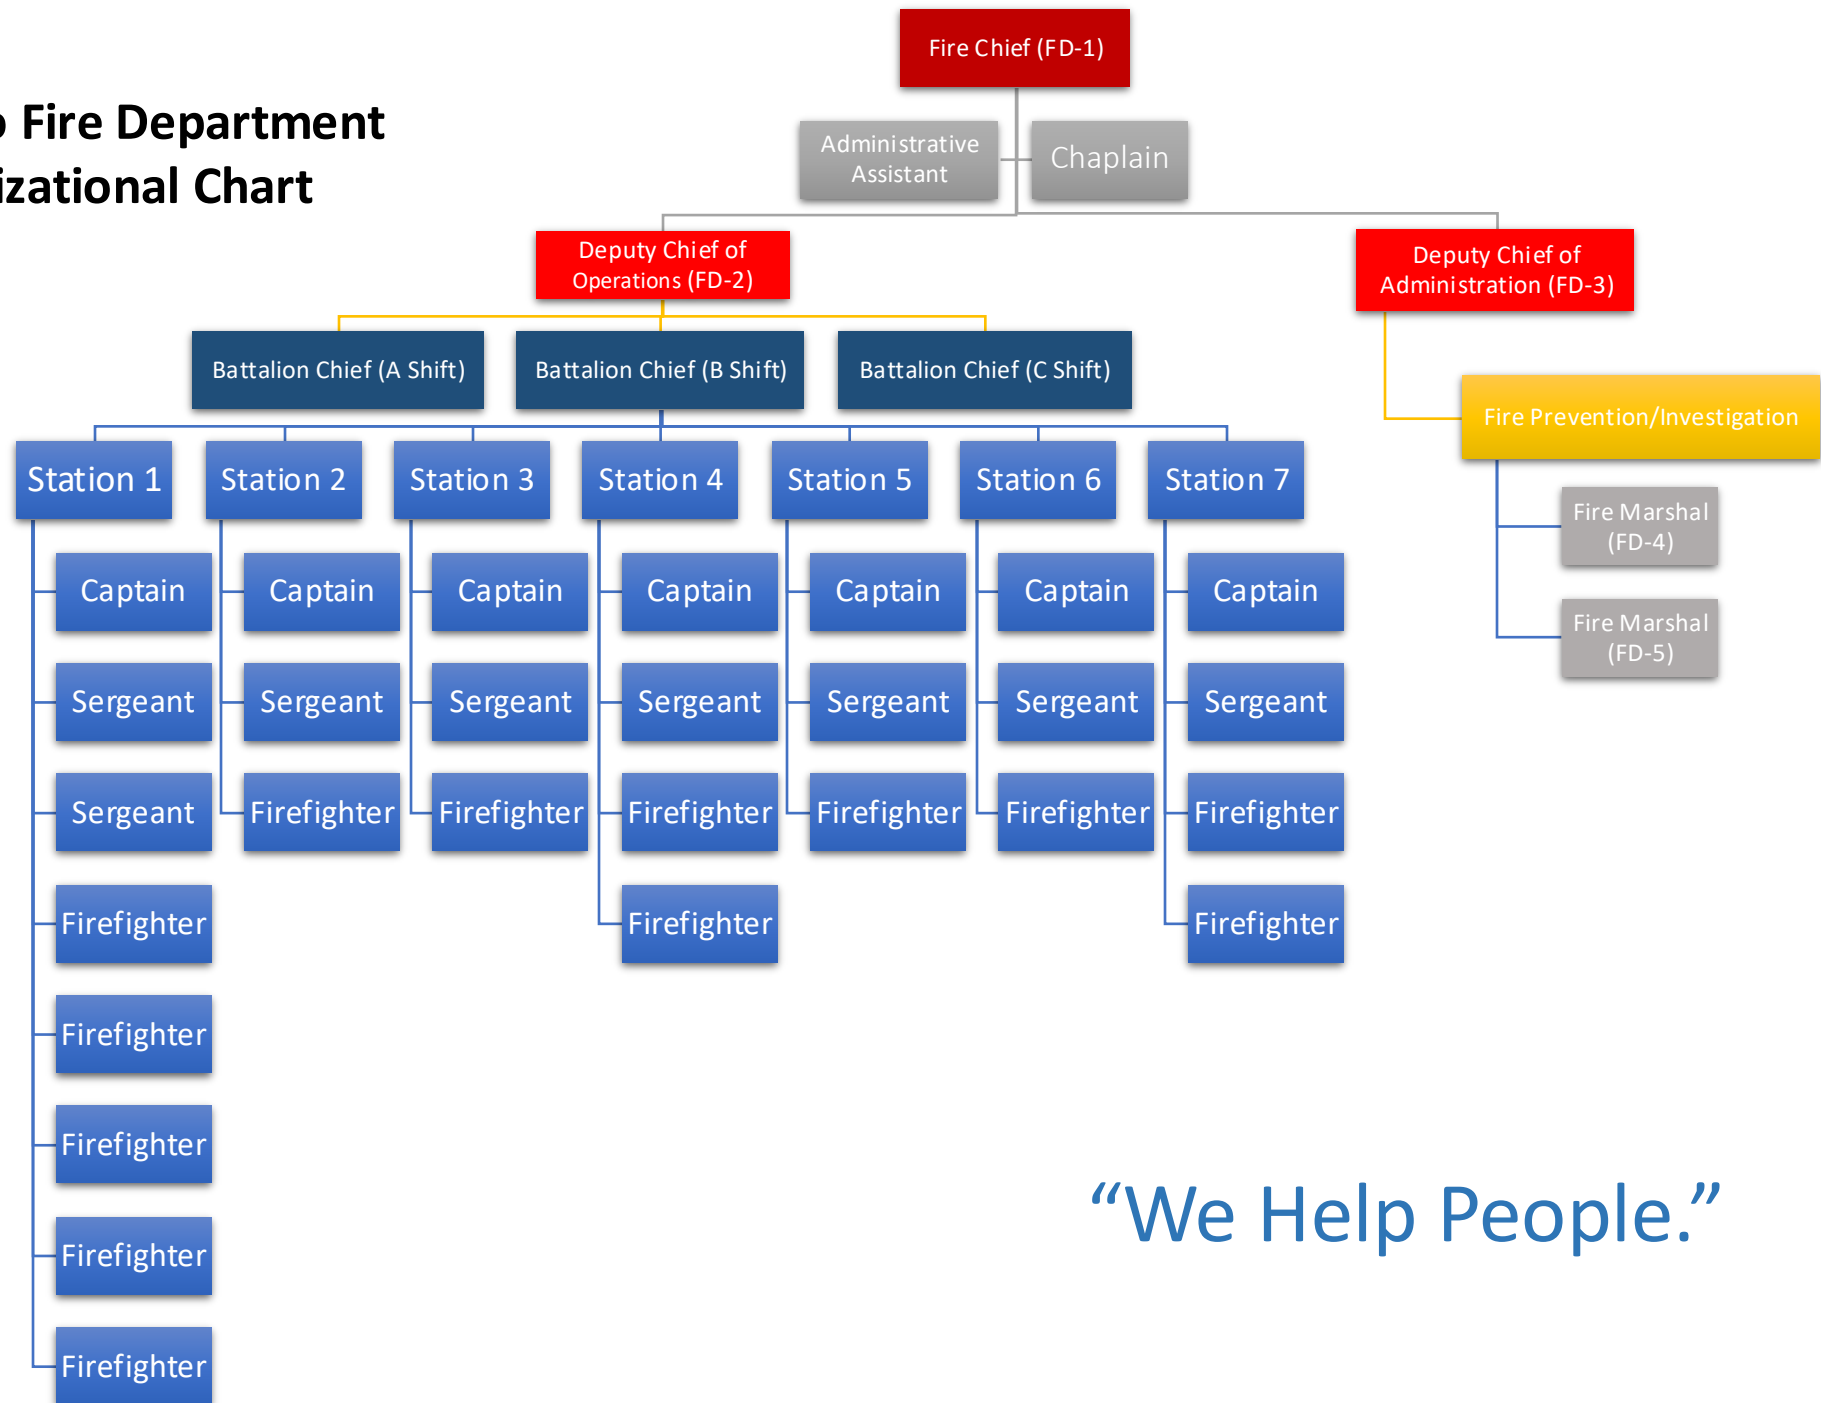 Fire Chief (FD-1)
Fire Department
izational Chart
Administrative
Assistant
Chaplain
Deputy Chief of
Operations (FD-2)
Deputy Chief of
Administration (FD-3)
Battalion Chief (A Shift)
Battalion Chief (B Shift)
Battalion Chief (C Shift)
Fire Prevention/Investigation
Fire Marshal
(FD-4)
Fire Marshal
(FD-5)
Station 1
Captain
Sergeant
Sergeant
Firefighter
Firefighter
Firefighter
Firefighter
Firefighter
Station 2
Captain
Sergeant
Firefighter
Station 3
Captain
Sergeant
Firefighter
Station 4
Captain
Sergeant
Firefighter
Firefighter
Station 5
Captain
Sergeant
Firefighter
Station 6
Captain
Sergeant
Firefighter
Station 7
Captain
Sergeant
Firefighter
Firefighter
“We Help People.”